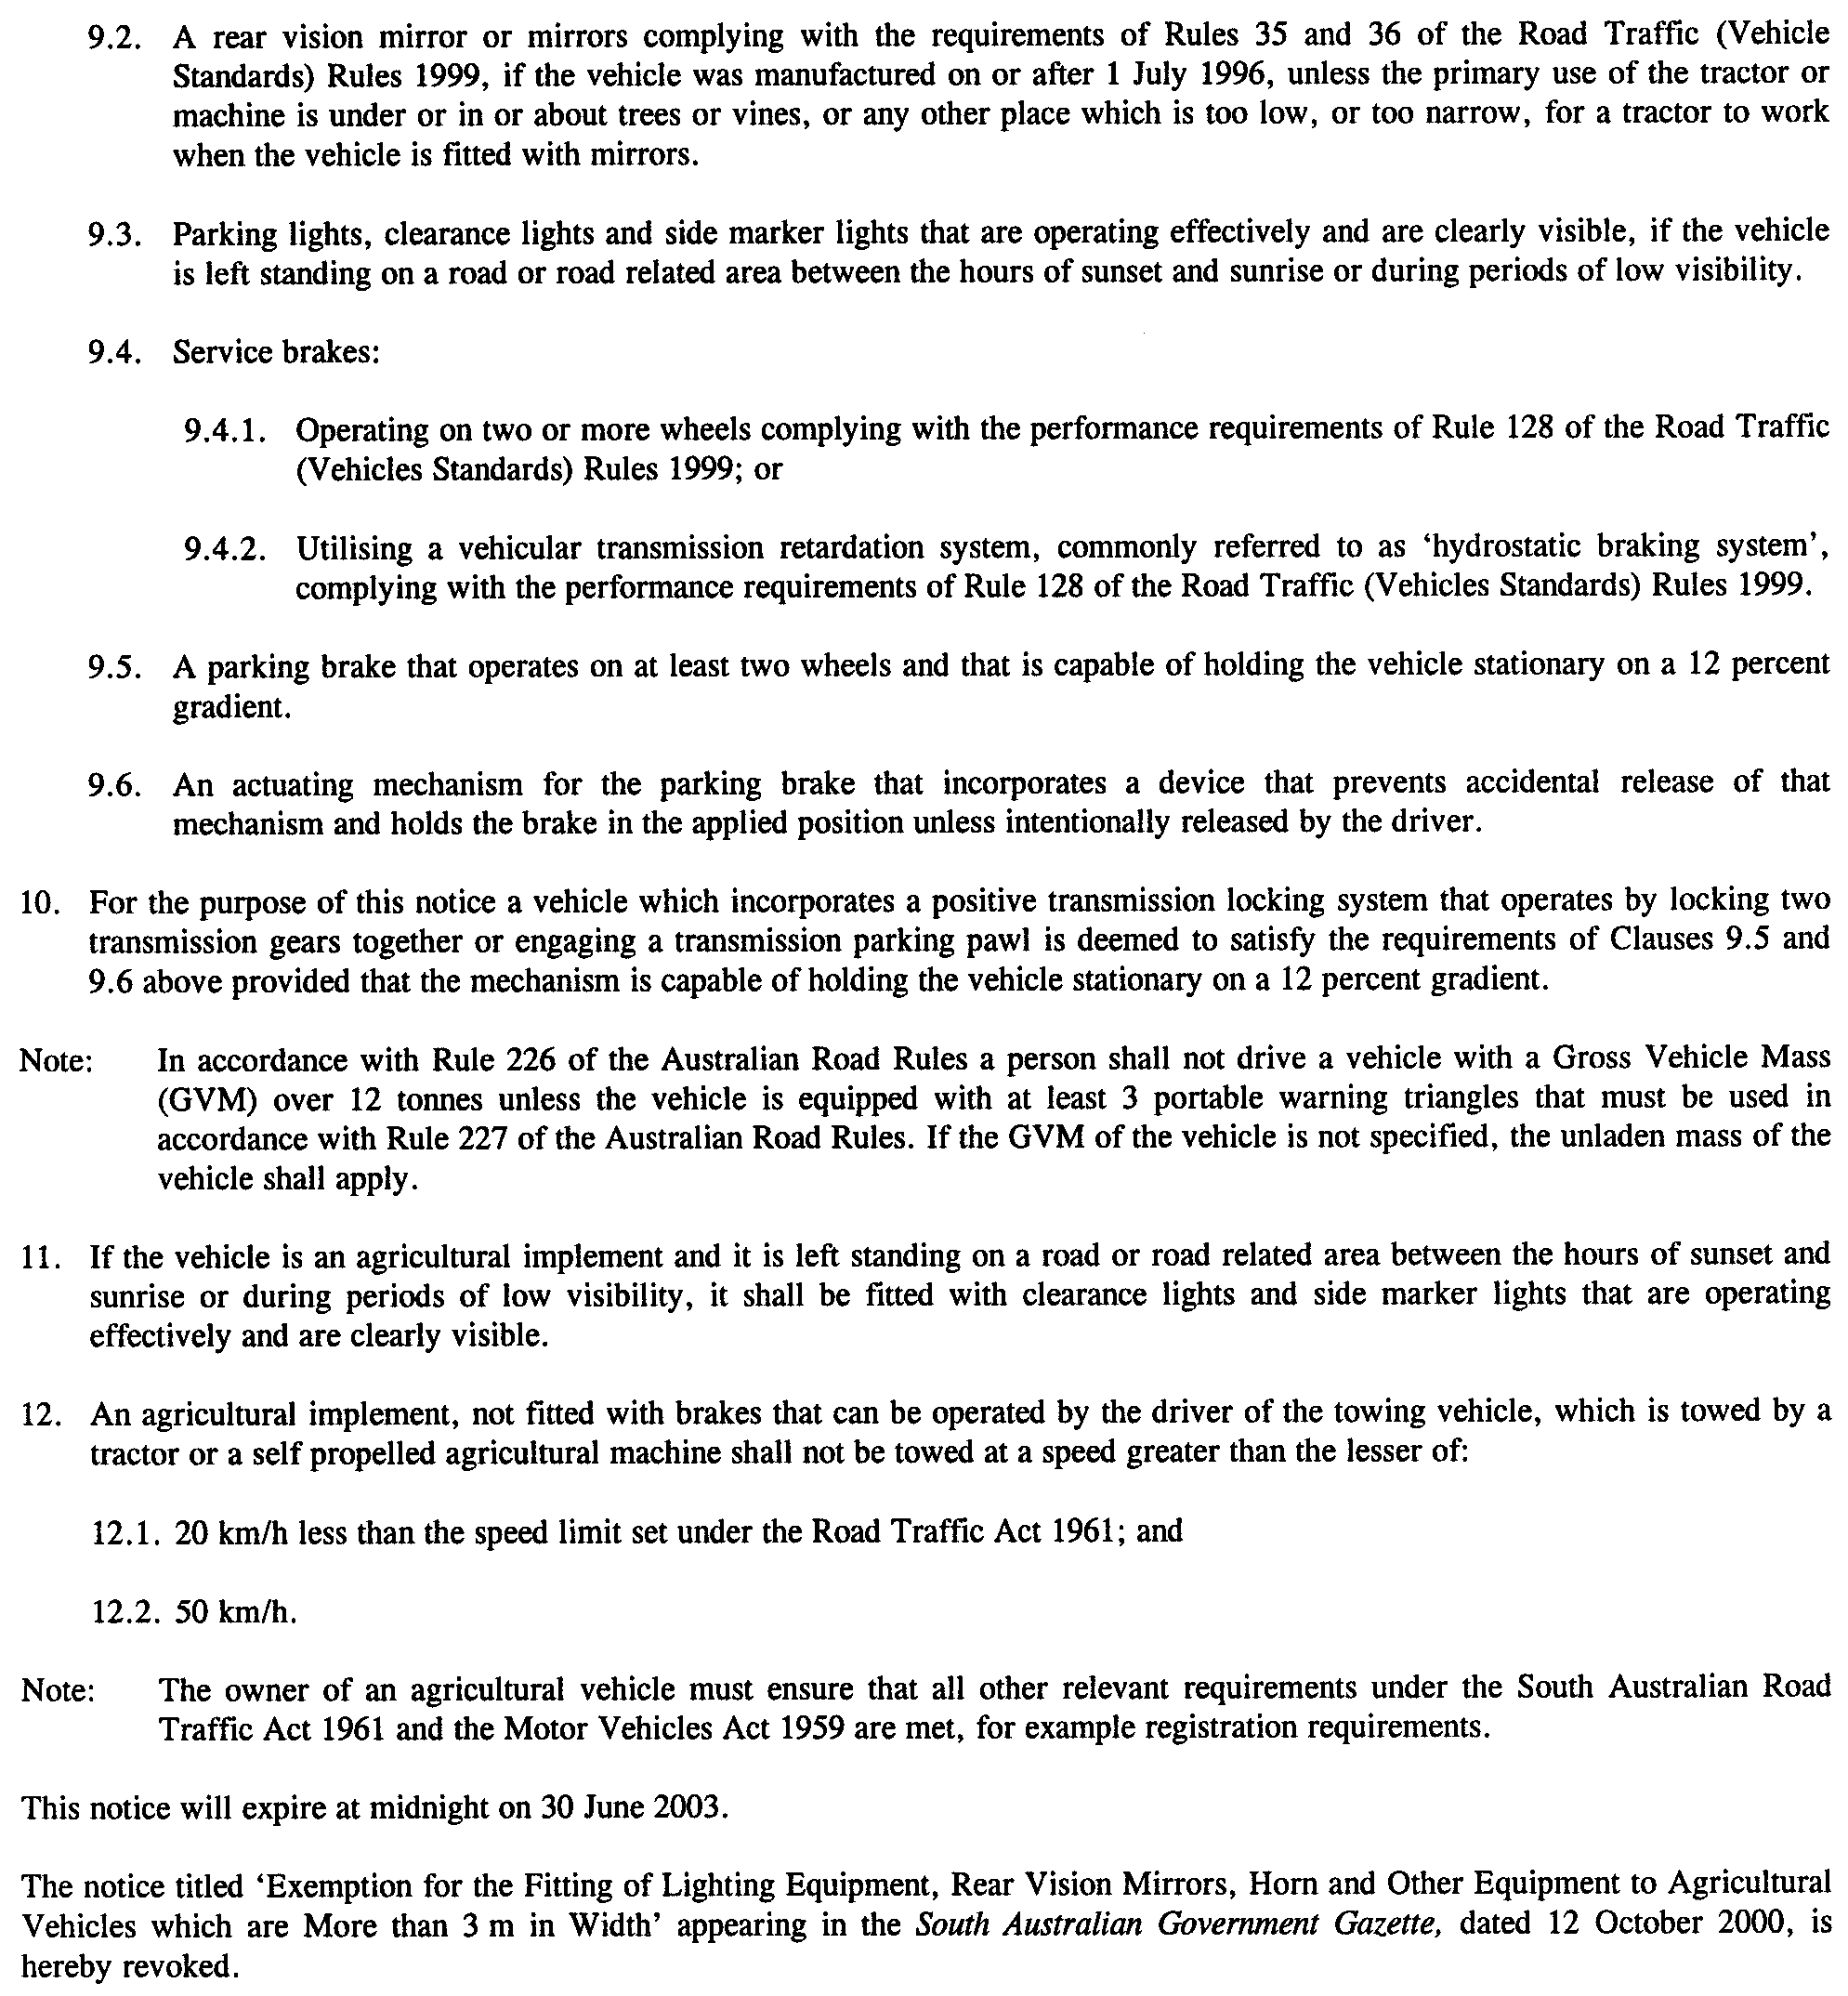 9.2. A rear vision mirror or mirrors complying with the requirements of Rules 35 and 36 of the Road Traffic (Vehicle
Standards) Rules 1999, if the vehicle was manufactured on or after 1 July 1996, unless the primary use of the tractor or
machine is under or in or about trees or vines, or any other place which is too low, or too narrow, for a tractor to work
when the vehicle is fitted with mirrors.
9.3. Parking lights, clearance lights and side marker lights that are operating effectively and are clearly visible, if the vehicle
is left standing on a road or road related area between the hours of sunset and sunrise or during periods of low visibility.
9.4. Service brakes:
9.4.1. Operating on two or more wheels complying with the performance requirements of Rule 128 of the Road Traffic
(Vehicles Standards) Rules 1999; or
9.4.2. Utilising a vehicular transmission retardation system, commonly referred to as ‘hydrostatic braking system’,
complying with the performance requirements of Rule 128 of the Road Traffic (Vehicles Standards) Rules 1999.
9.5. A parking brake that operates on at least two wheels and that is capable of holding the vehicle stationary on a 12 percent
gradient.
9.6. An actuating mechanism for the parking brake that incorporates a device that prevents accidental release of that
mechanism and holds the brake in the applied position unless intentionally released by the driver.
10. For the purpose of this notice a vehicle which incorporates a positive transmission locking system that operates by locking two
transmission gears together or engaging a transmission parking pawl is deemed to satisfy the requirements of Clauses 9.5 and
9.6 above provided that the mechanism is capable of holding the vehicle stationary on a 12 percent gradient.
Note: In accordance with Rule 226 of the Australian Road Rules a person shall not drive a vehicle with a Gross Vehicle Mass
(GVM) over 12 tonnes unless the vehicle is equipped with at least 3 portable warning triangles that must be used in
accordance with Rule 227 of the Australian Road Rules. If the GVM of the vehicle is not specified, the unladen mass of the
vehicle shall apply.
11. If the vehicle is an agricultural implement and it is left standing on a road or road related area between the hours of sunset and
sunrise or during periods of low visibility, it shall be fitted with clearance lights and side marker lights that are operating
effectively and are clearly visible.
12. An agricultural implement, not fitted with brakes that can be operated by the driver of the towing vehicle, which is towed by a
tractor or a self propelled agricultural machine shall not be towed at a speed greater than the lesser of:
12.1. 20 km/h less than the speed limit set under the Road Traffic Act 1961; and
12.2. 50 km/h.
Note: The owner of an agricultural vehicle must ensure that all other relevant requirements under the South Australian Road
Traffic Act 1961 and the Motor Vehicles Act 1959 are met, for example registration requirements.
This notice will expire at midnight on 30 June 2003.
The notice titled ‘Exemption for the Fitting of Lighting Equipment, Rear Vision Mirrors, Horn and Other Equipment to Agricultural
Vehicles which are More than 3 m in Width’ appearing in the South Australian Government Gazette, dated 12 October 2000, is
hereby revoked.